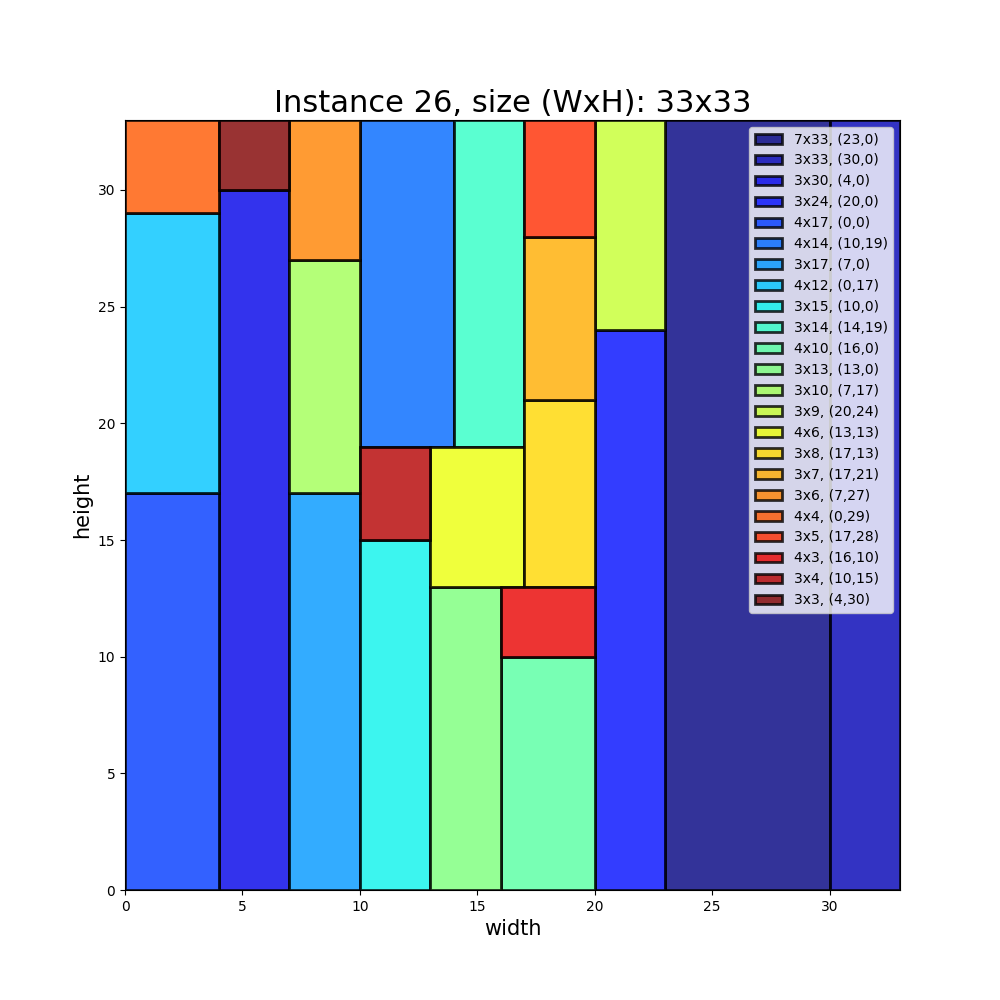 Instance 26, size (WxH): 33x33
7x33, (23,0)
3x33, (30,0)
3x30, (4,0)
3x24, (20,0)
4x17, (0,0)
4x14, (10,19)
3x17, (7,0)
4x12, (0,17)
3x15, (10,0)
3x14, (14,19)
4x10, (16,0)
3x13, (13,0)
3x10, (7,17)
3x9, (20,24)
4x6, (13,13)
3x8, (17,13)
3x7, (17,21)
3x6, (7,27)
4x4, (0,29)
3x5, (17,28)
4x3, (16,10)
3x4, (10,15)
3x3, (4,30)
height
30
25
20
15
10
5
0
0 5 10 15 20 25 30
width